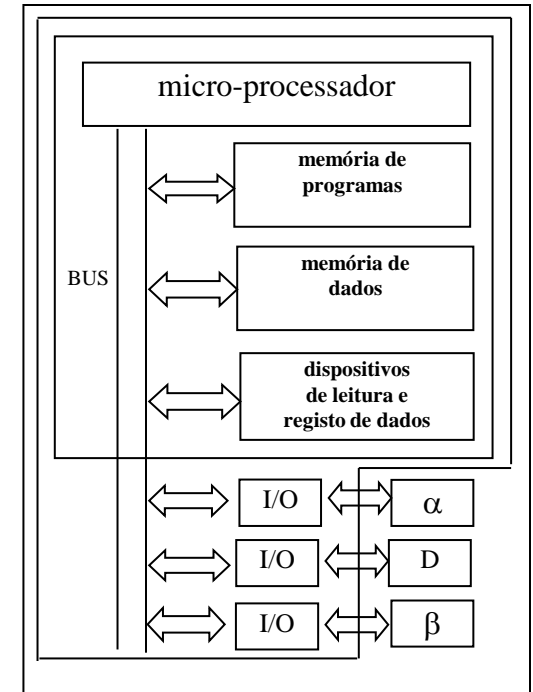 micro-processador
memória de
programas
BUS
memória de
dados
dispositivos
de leitura e
registo de dados
I/O
α
I/O
D
I/O
β